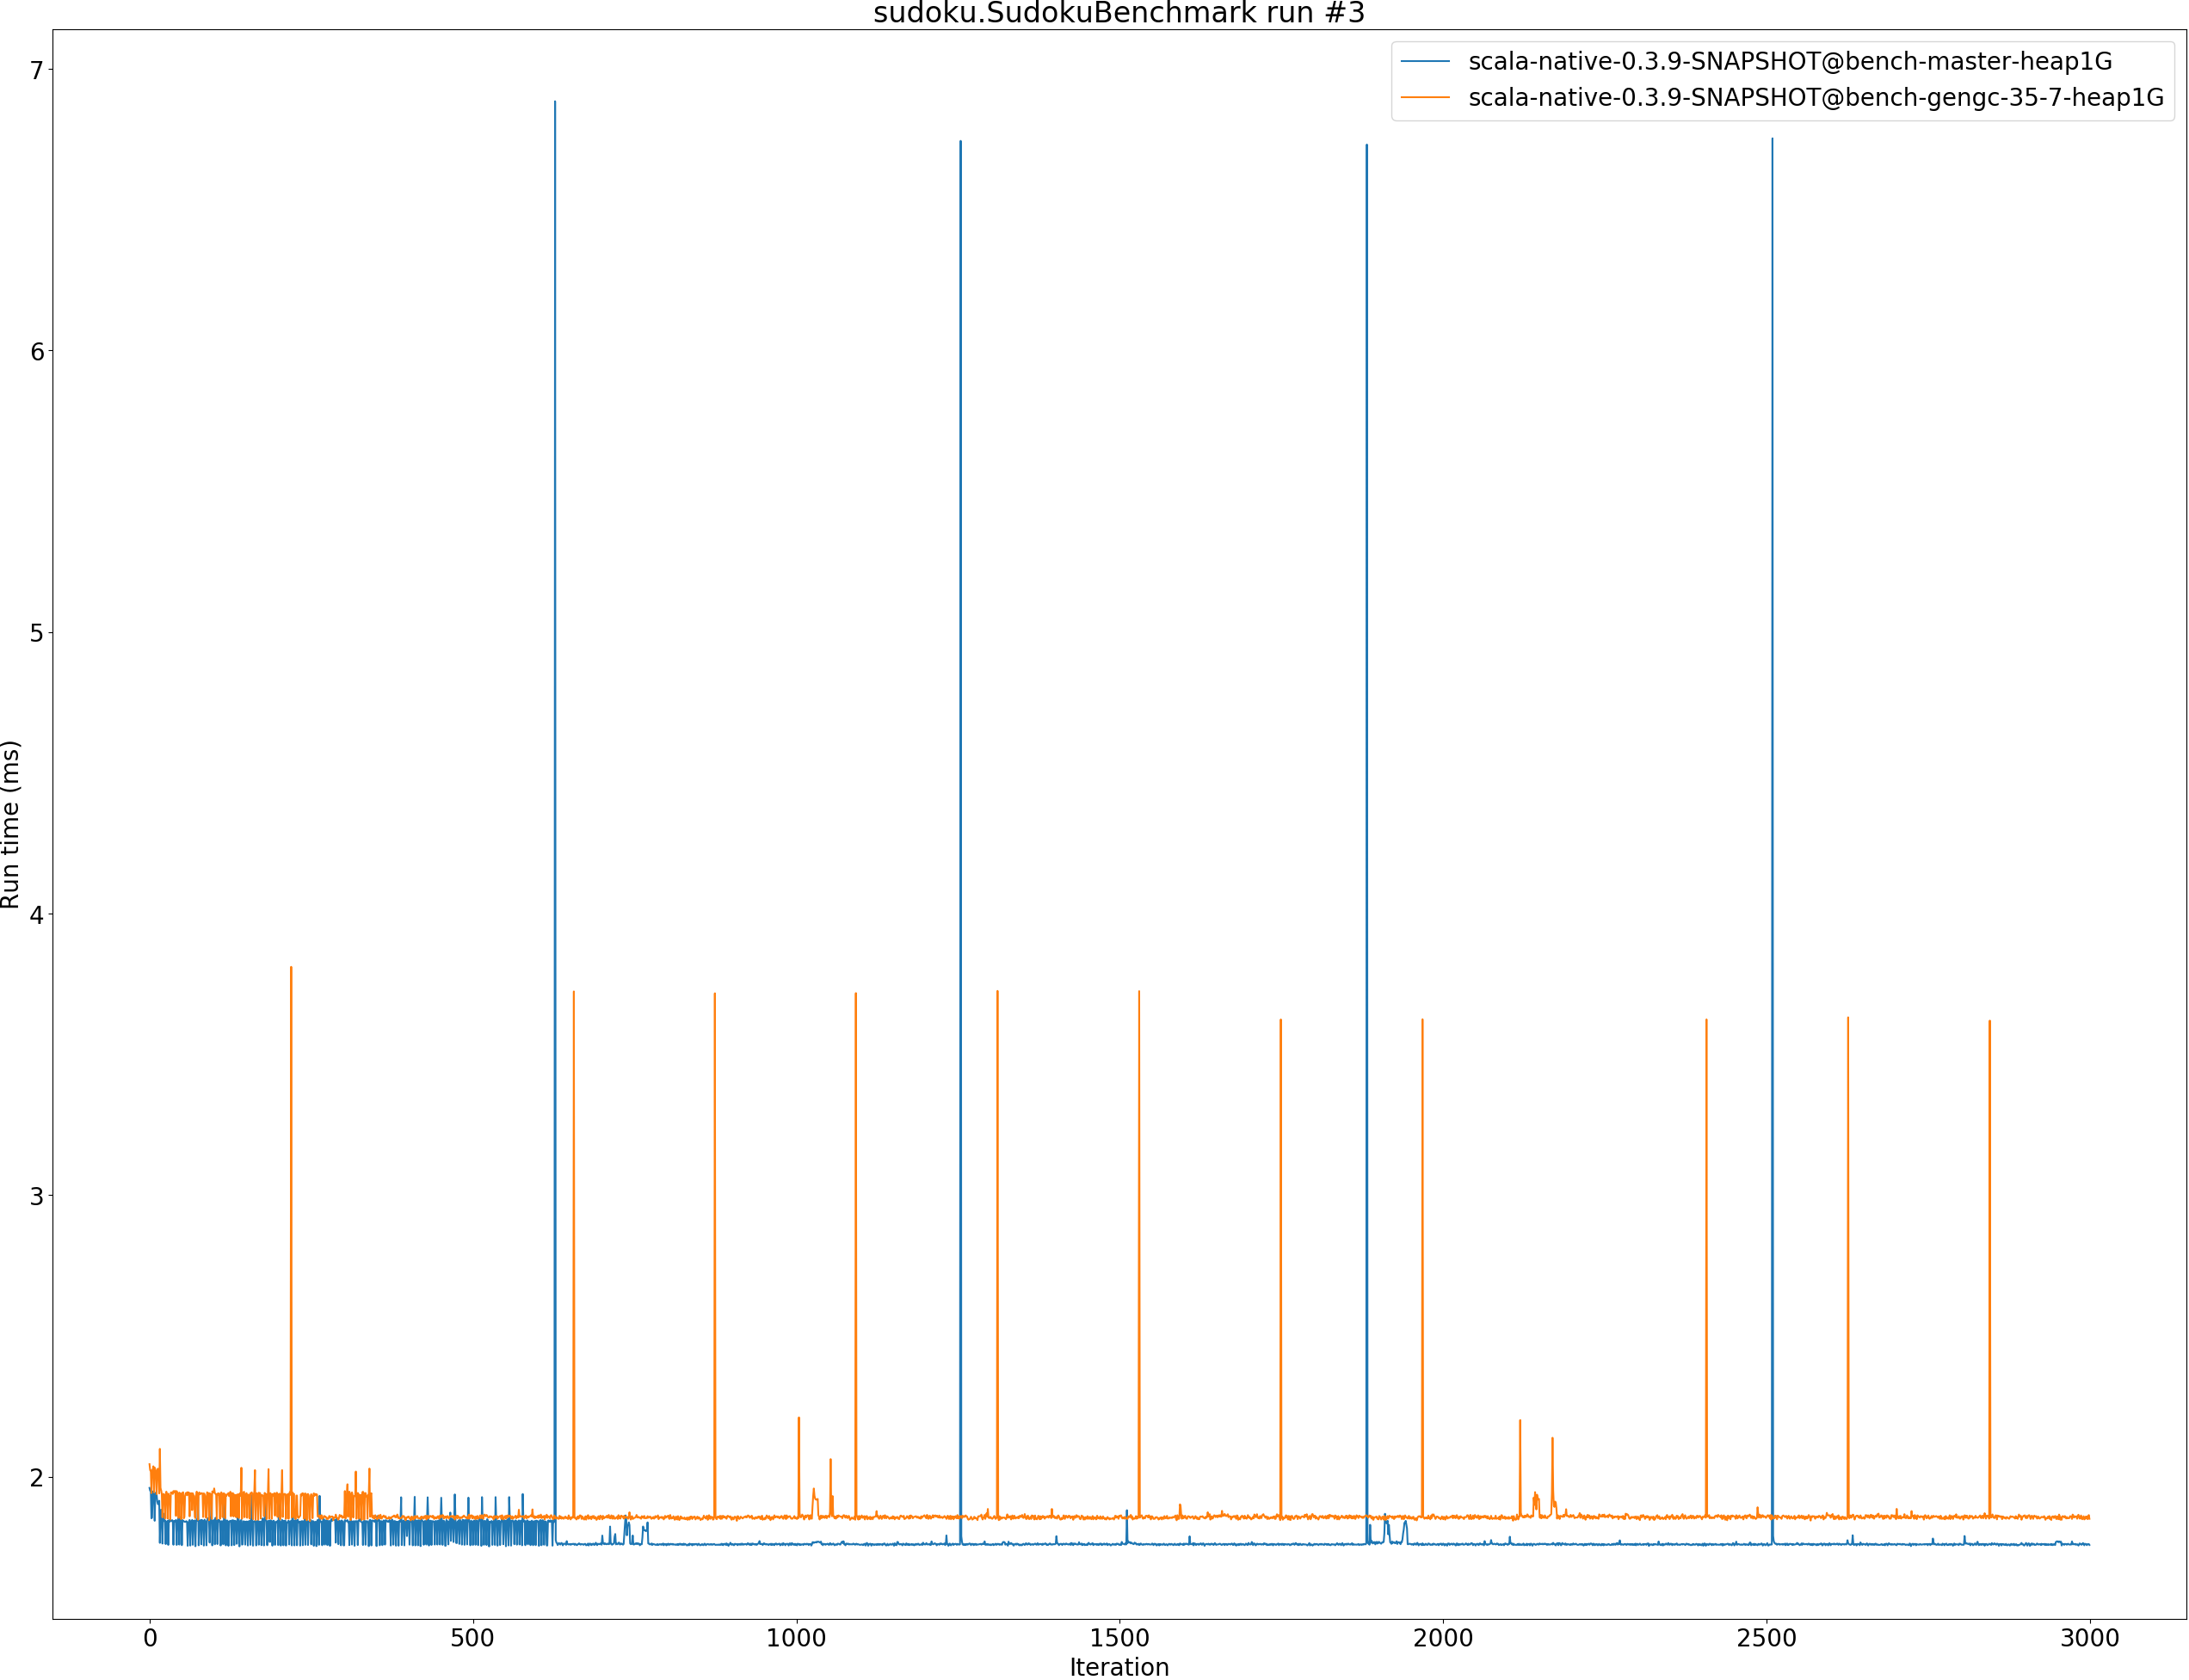 sudoku.SudokuBenchmark run #3
scala-native-0.3.9-SNAPSHOT@bench-master-heap1G
scala-native-0.3.9-SNAPSHOT@bench-gengc-35-7-heap1G
7
6
5
4
3
2
Run time (ms)
0 500 1000 1500 2000 2500 3000
Iteration